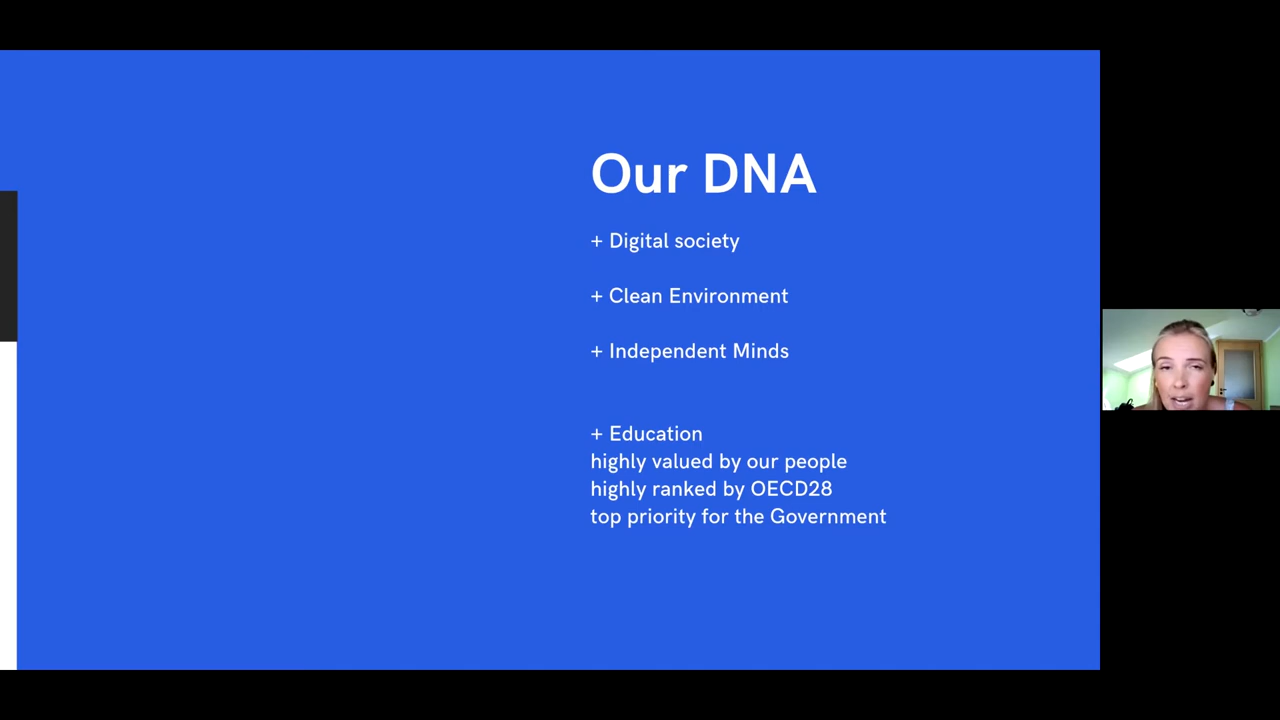 Our DNA
+ Digital society
+ Clean Environment
+ Independent Minds
+ Education
highly valued by our people
highly ranked by OECD28
top priority for the Government